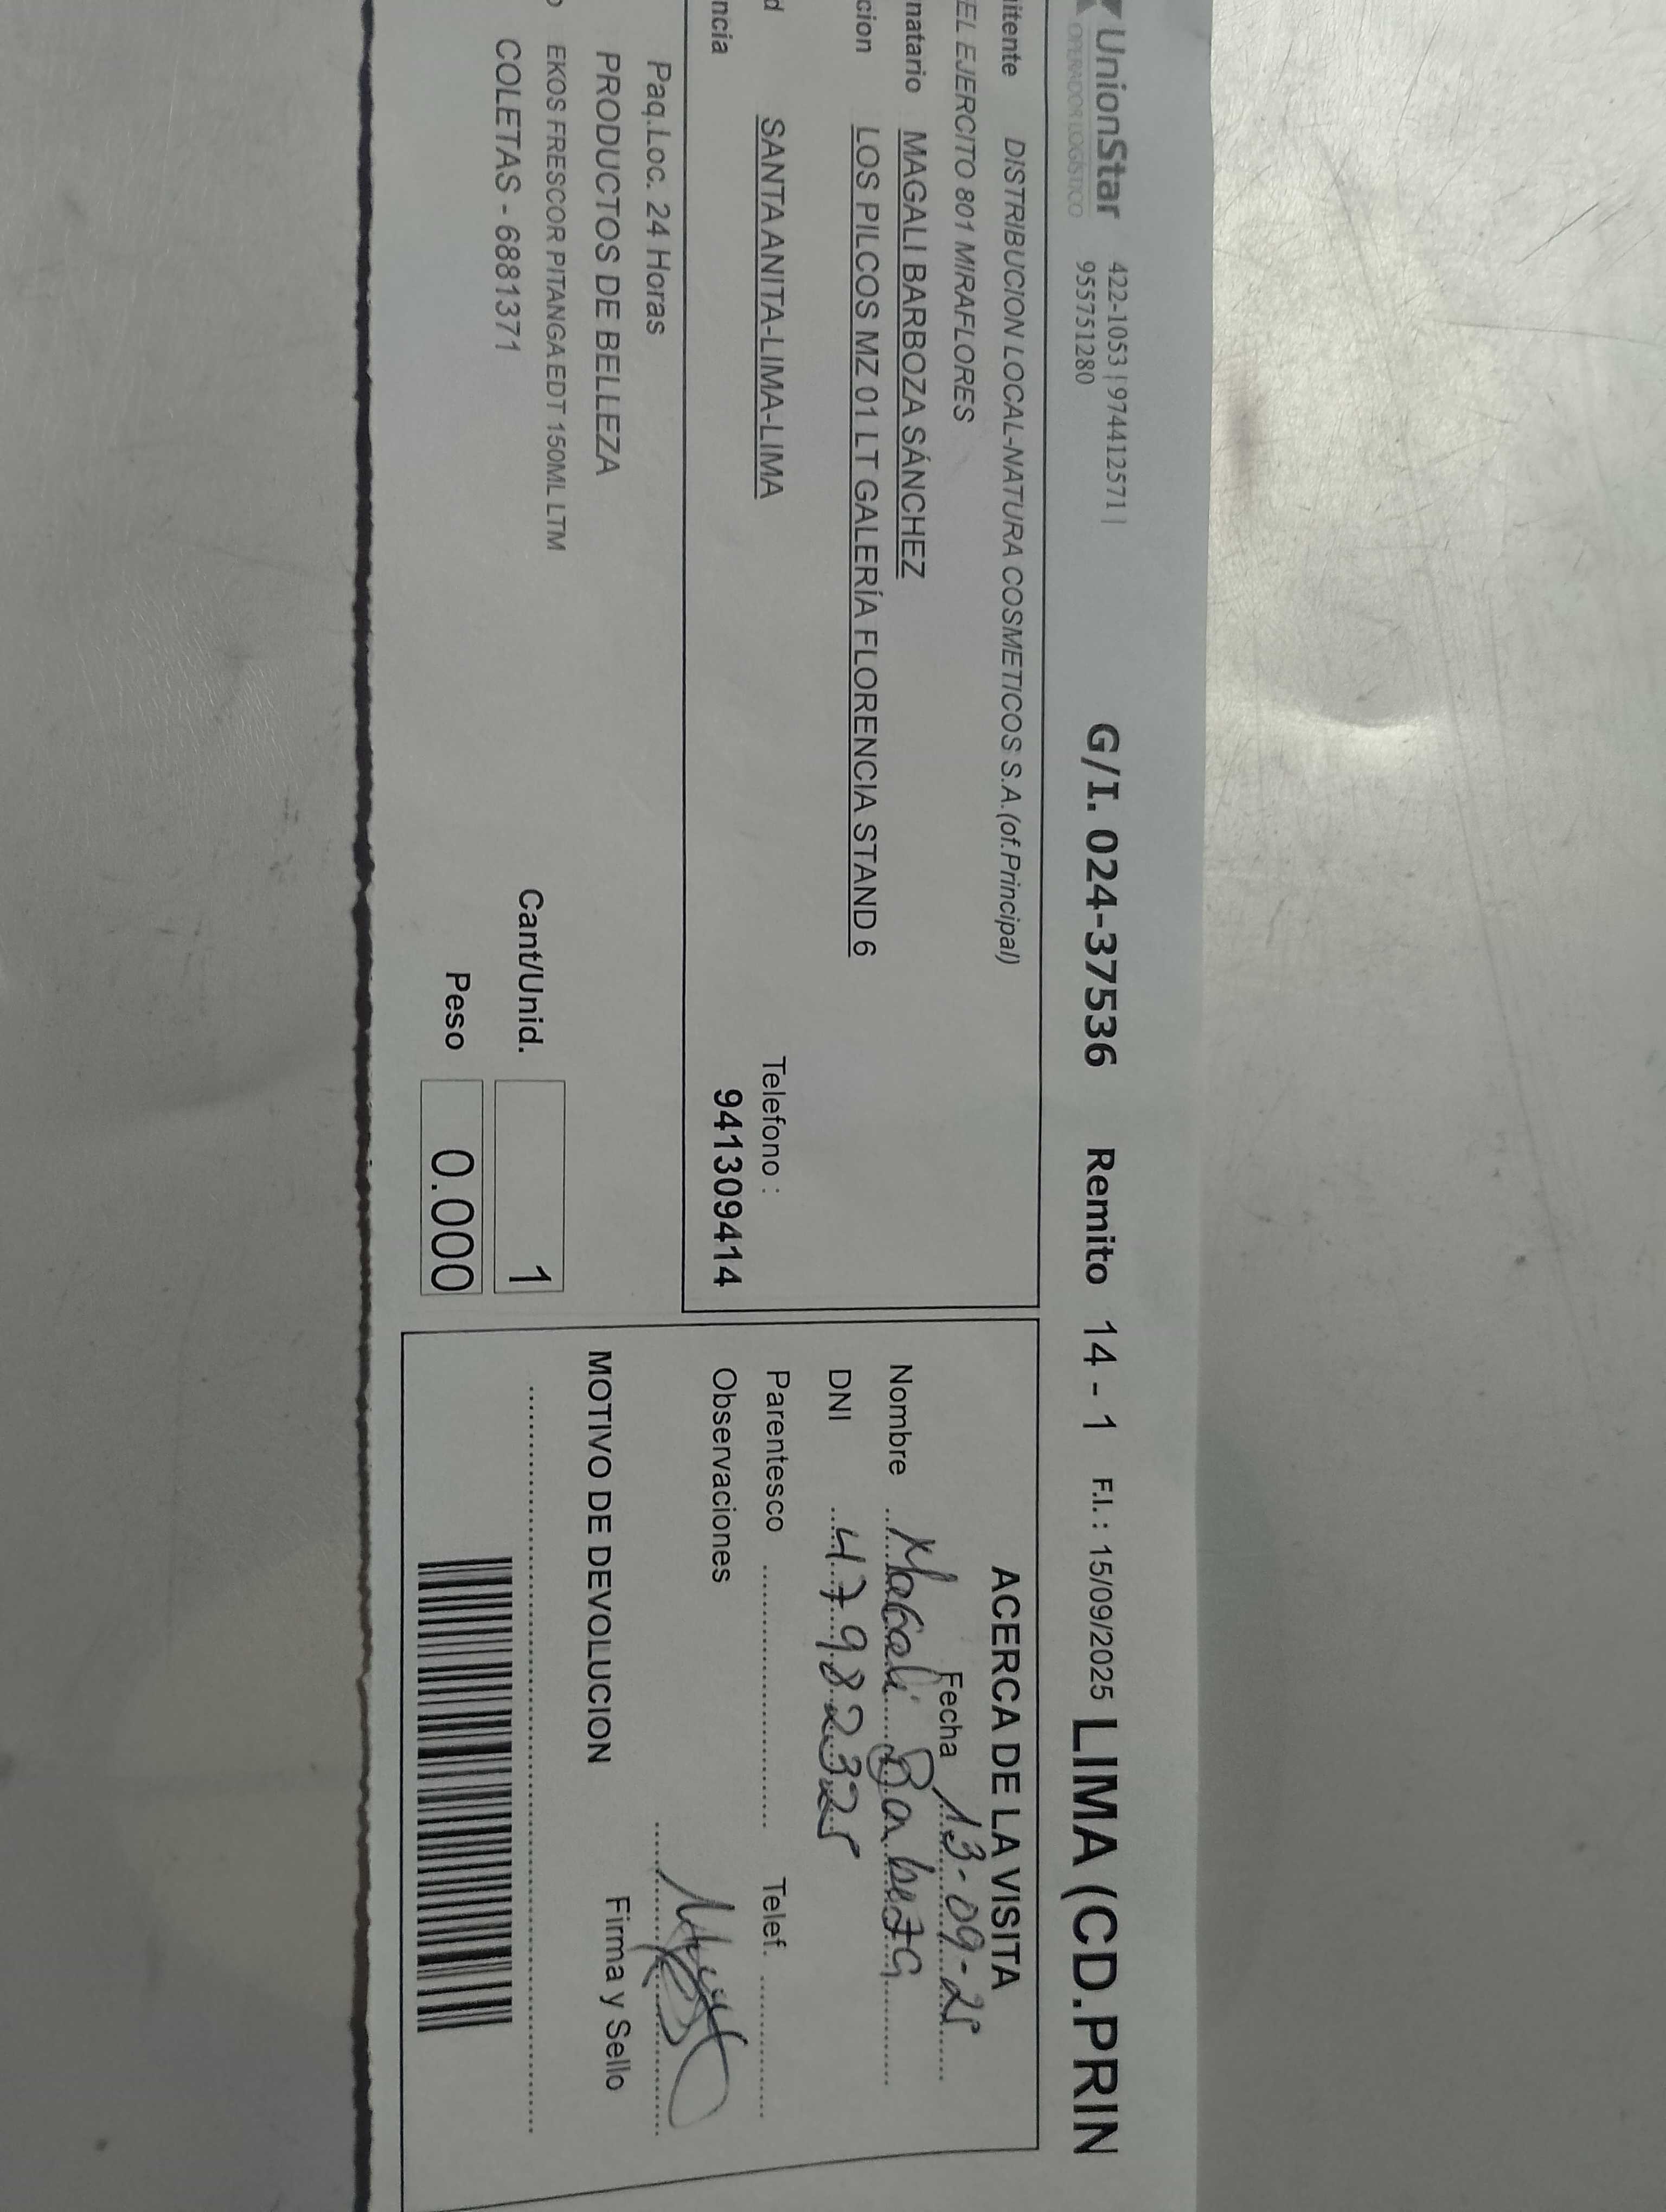 UnionStar 422-1053 | 974412571 |
OPERADOR LOGISTICO 955751280
G/I. 024-37536 Remito 14 - 1 F.I. : 15/09/2025 LIMA (CD.PRIN
itente DISTRIBUCION LOCAL-NATURA COSMETICOS S.A.(of.Principal)
EL EJERCITO 801 MIRAFLORES
natario MAGALI BARBOZA SÁNCHEZ
cion LOS PILCOS MZ 01 LT GALERÍA FLORENCIA STAND 6
d SANTA ANITA-LIMA-LIMA Telefono :
ncia 941309414
Paq.Loc. 24 Horas
PRODUCTOS DE BELLEZA
o EKOS FRESCOR PITANGA EDT 150ML LTM
COLETAS - 6881371
Cant/Unid. 1
Peso 0.000
ACERCA DE LA VISITA
Fecha 13-09-25
Nombre Magali Barboza
DNI 47982325
Parentesco Telef.
Observaciones
Firma y Sello
MOTIVO DE DEVOLUCION